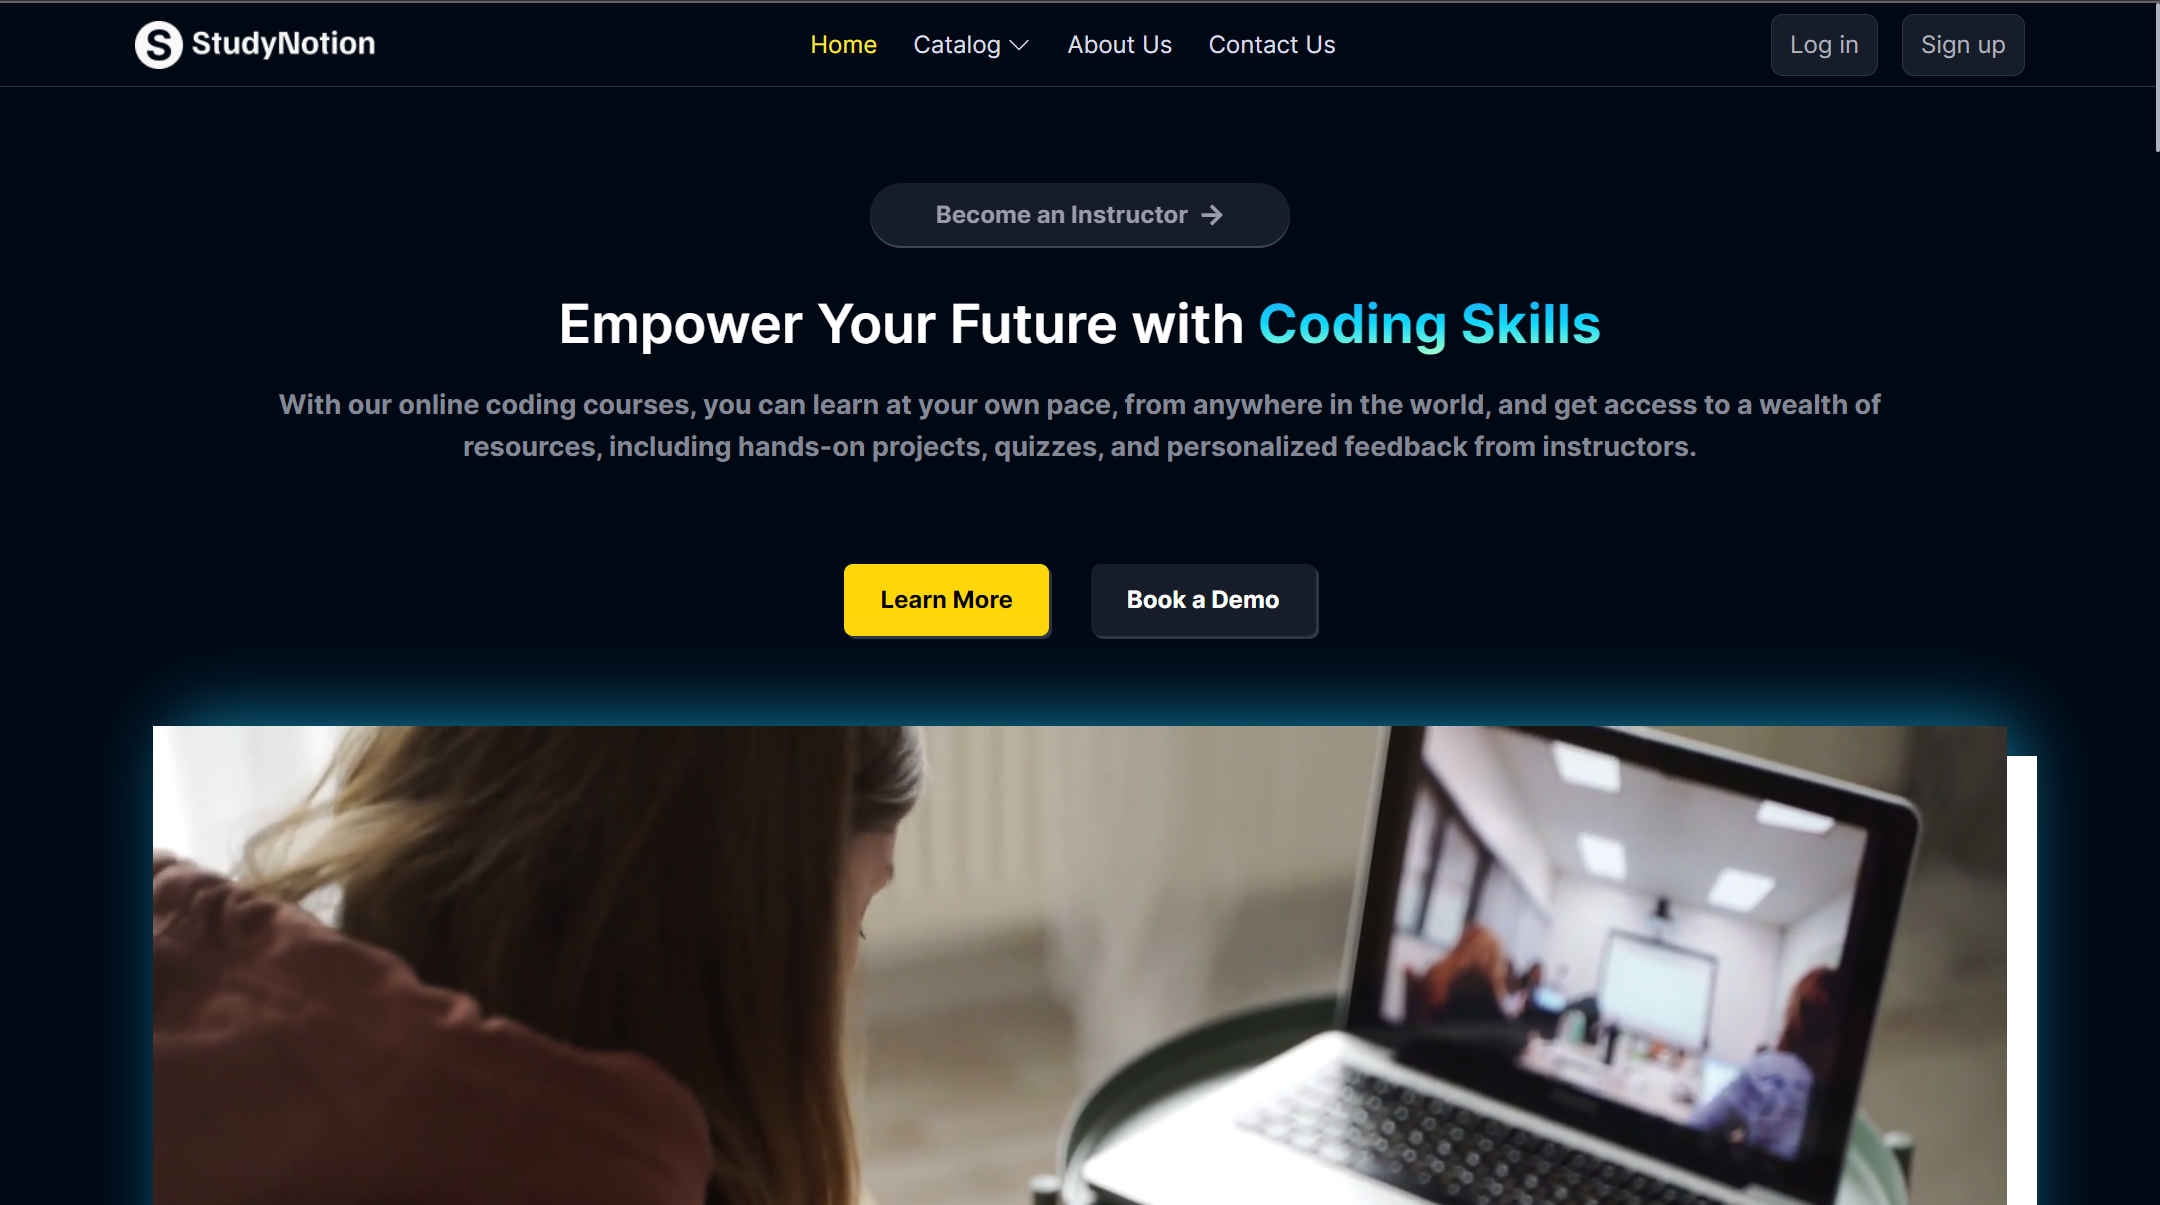 S StudyNotion
Home Catalog About Us Contact Us
Log in Sign up
Become an Instructor →
Empower Your Future with Coding Skills
With our online coding courses, you can learn at your own pace, from anywhere in the world, and get access to a wealth of
resources, including hands-on projects, quizzes, and personalized feedback from instructors.
Learn More Book a Demo